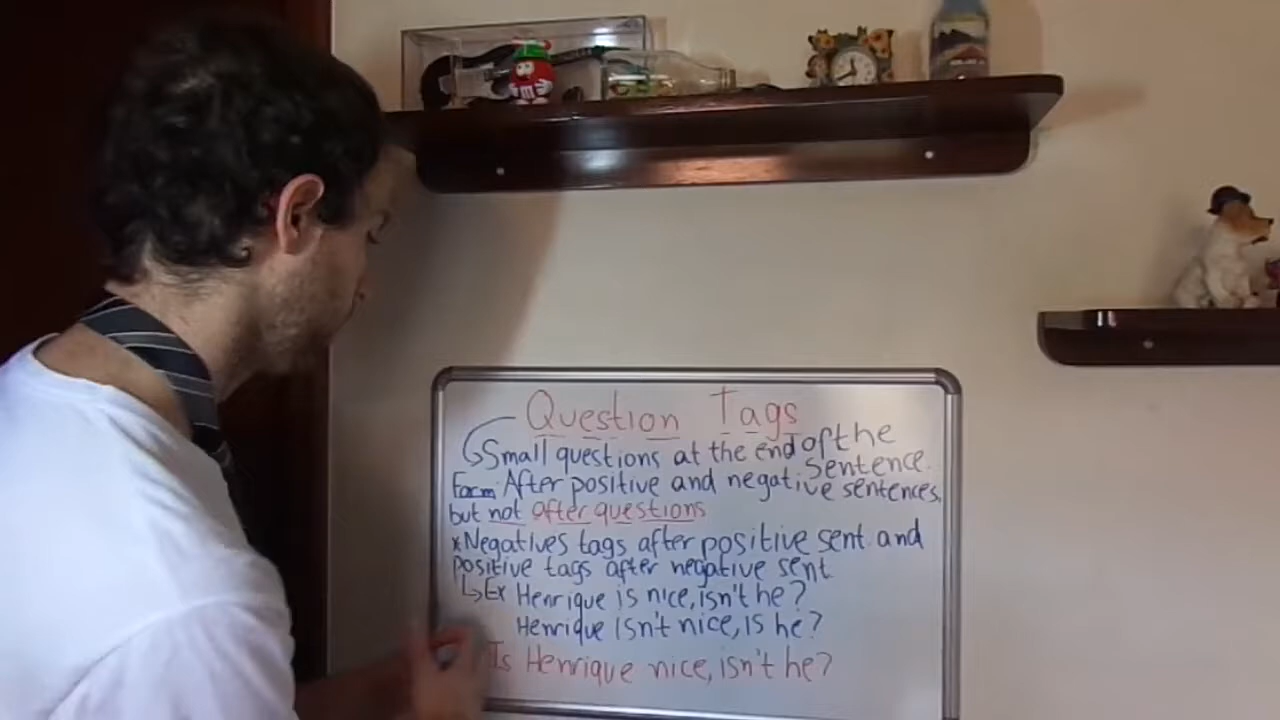 Question Tags
↳Small questions at the end of the
Sentence.
Form: After positive and negative sentences,
but not after questions
*Negatives tags after positive sent. and
positive tags after negative sent
↳Ex Henrique is nice, isn't he?
Henrique isn't nice, is he?
Is Henrique nice, isn't he?